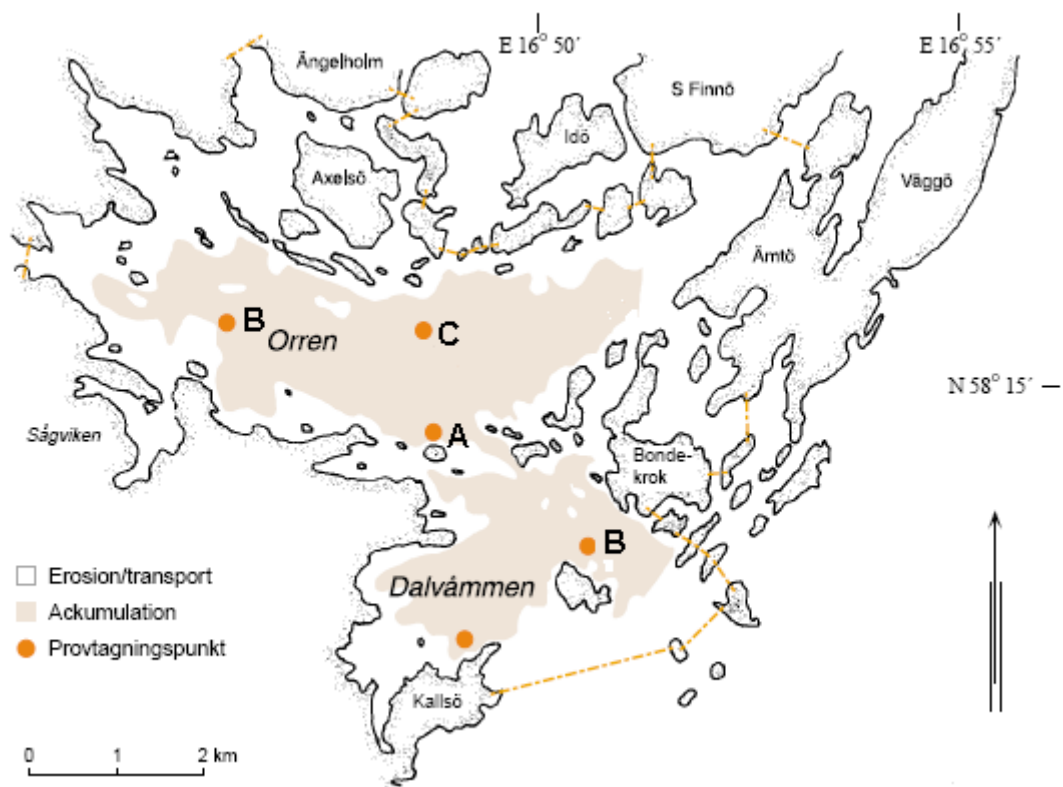 E 16° 50´
E 16° 55´
Ängelholm
S Finnö
Idö
Axelsö
Väggö
Ämtö
B
Orren
C
N 58° 15´
A
Sågviken
Bonde-
krok
B
Erosion/transport
Dalvåmmen
Ackumulation
Provtagningspunkt
Kallsö
0 1 2 km